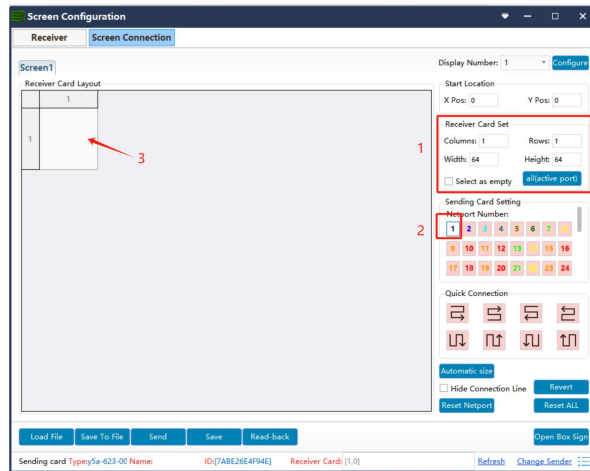 Screen Configuration
Receiver Screen Connection
Screen1
Display Number: 1 Configure
Receiver Card Layout
Start Location
X Pos: 0 Y Pos: 0
1
1
Receiver Card Set
1
Columns: 1 Rows: 1
Width: 64 Height: 64
3
Select as empty all(active port)
Sending Card Setting
Netport Number:
2
1 2 3 4 5 6 7
9 10 11 12 13 15 16
17 18 19 20 21 23 24
Quick Connection
Automatic size
Hide Connection Line Revert
Reset Netport Reset ALL
Load File Save To File Send Save Read-back Open Box Sign
Sending card Type:y5a-623-00 Name: ID:[7ABE26E4F94E] Receiver Card: [1,0] Refresh Change Sender